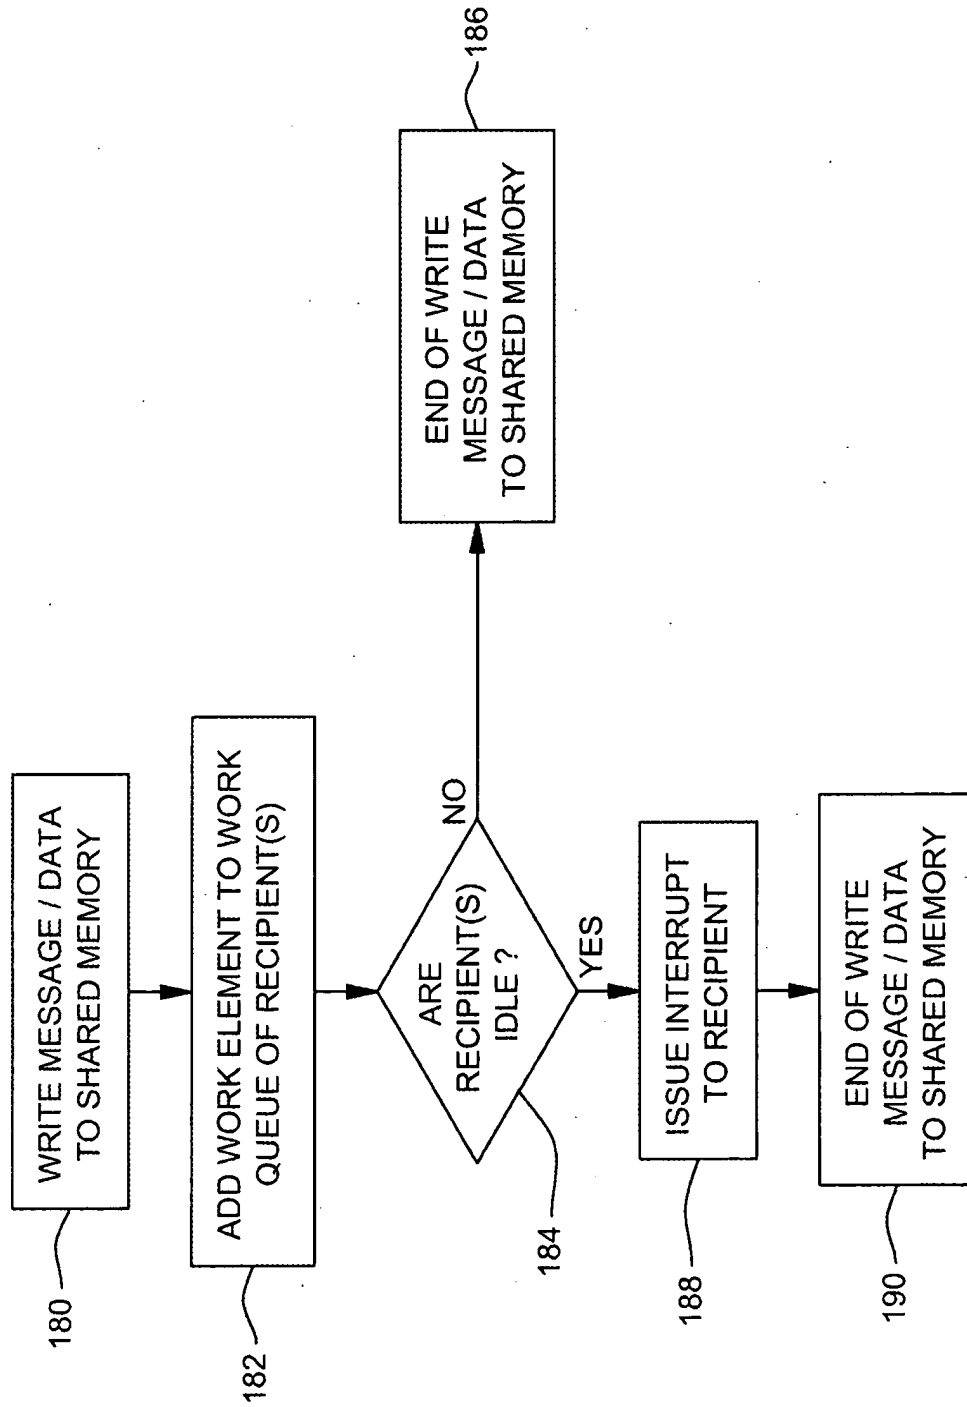 WRITE MESSAGE / DATA
TO SHARED MEMORY
180
ADD WORK ELEMENT TO WORK
QUEUE OF RECIPIENT(S)
182
ARE
RECIPIENT(S)
IDLE ?
184
NO
END OF WRITE
MESSAGE / DATA
TO SHARED MEMORY
186
YES
ISSUE INTERRUPT
TO RECIPIENT
188
END OF WRITE
MESSAGE / DATA
TO SHARED MEMORY
190